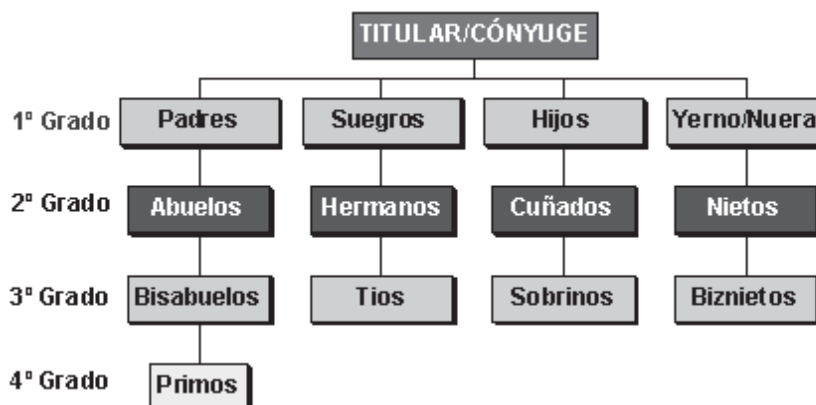 TITULAR/CÓNYUGE
1º Grado Padres Suegros Hijos Yerno/Nuera
2º Grado Abuelos Hermanos Cuñados Nietos
3º Grado Bisabuelos Tios Sobrinos Biznietos
4º Grado Primos